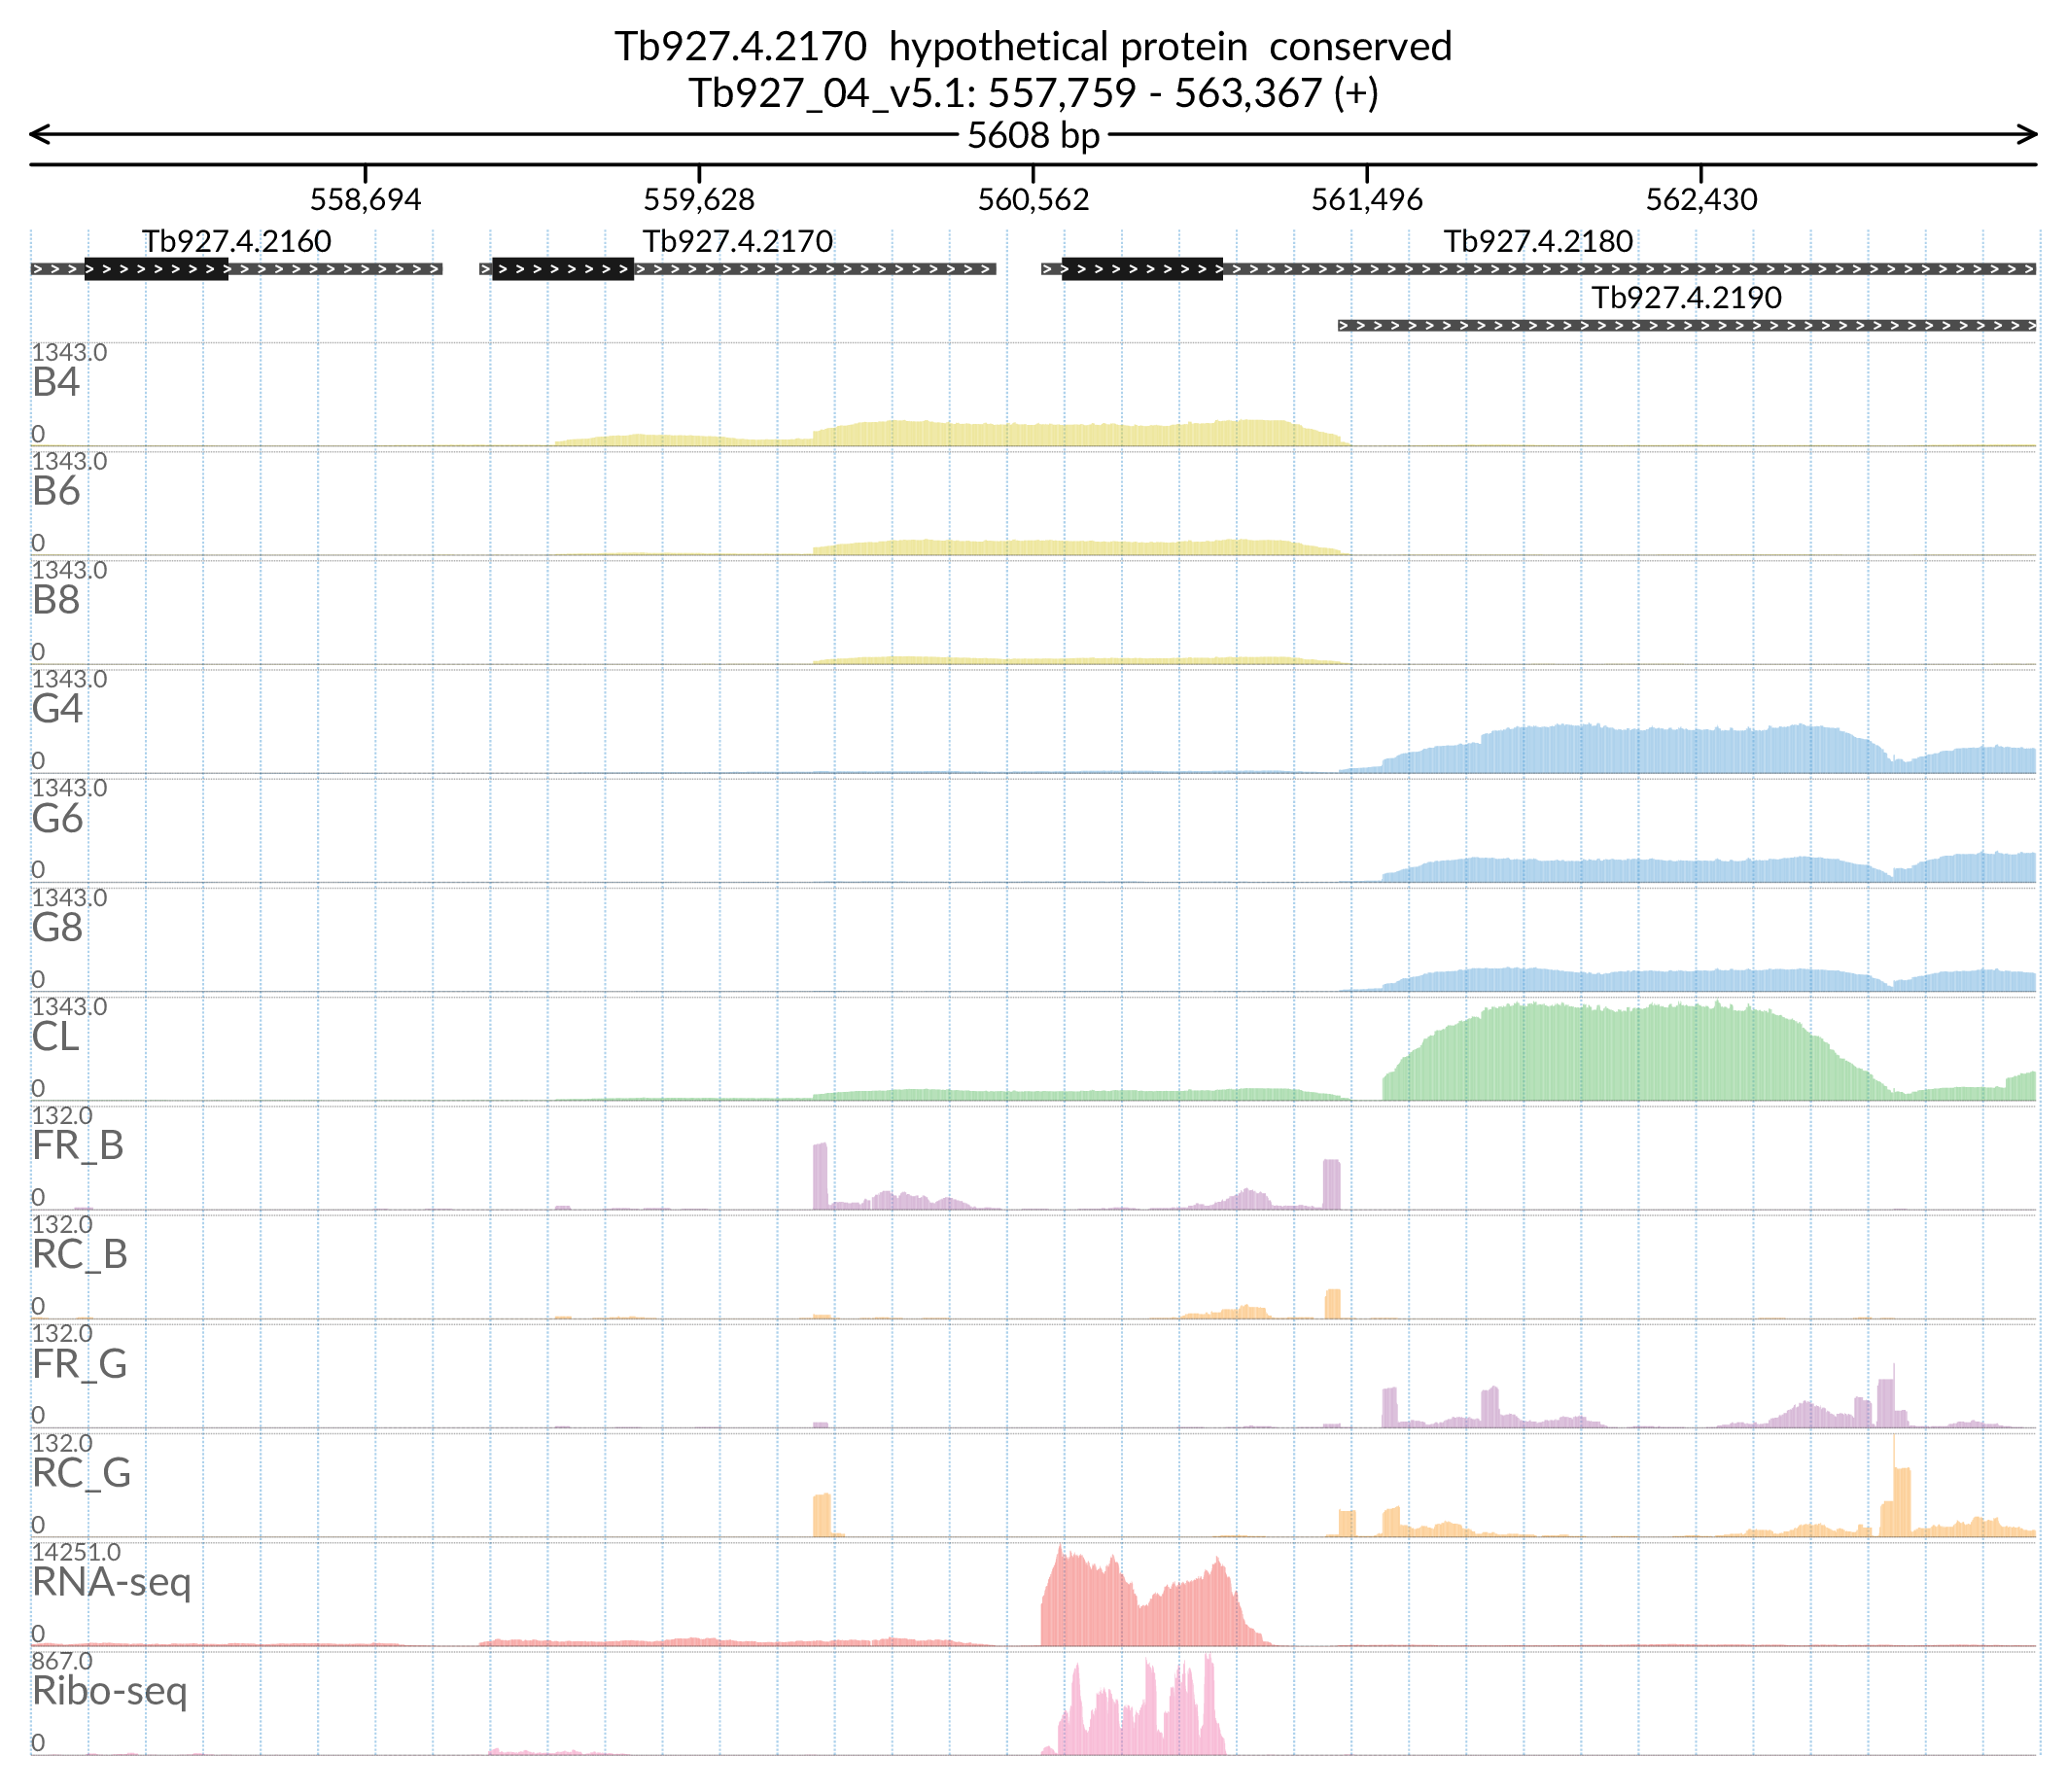 Tb927.4.2170 hypothetical protein conserved
Tb927_04_v5.1: 557,759 - 563,367 (+)
5608 bp
558,694 559,628 560,562 561,496 562,430
Tb927.4.2160 Tb927.4.2170 Tb927.4.2180
Tb927.4.2190
1343.0
B4
0
1343.0
B6
0
1343.0
B8
0
1343.0
G4
0
1343.0
G6
0
1343.0
G8
0
1343.0
CL
0
132.0
FR_B
0
132.0
RC_B
0
132.0
FR_G
0
132.0
RC_G
0
14251.0
RNA-seq
0
867.0
Ribo-seq
0